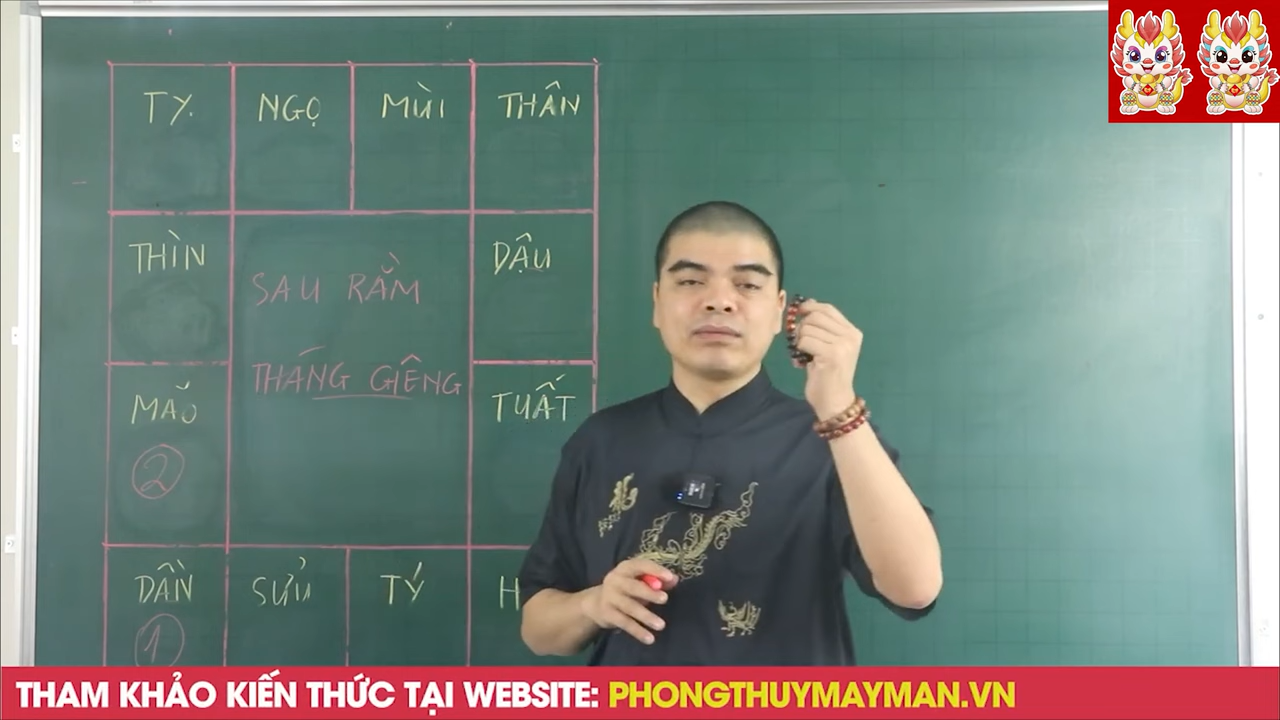 TỴ NGỌ MÙI THÂN
THÌN DẬU
SAU RẰM
THÁNG GIÊNG
MÃO TUẤT
2
DẦN SỬU TÝ H
1
THAM KHẢO KIẾN THỨC TẠI WEBSITE: PHONGTHUYMAYMAN.VN